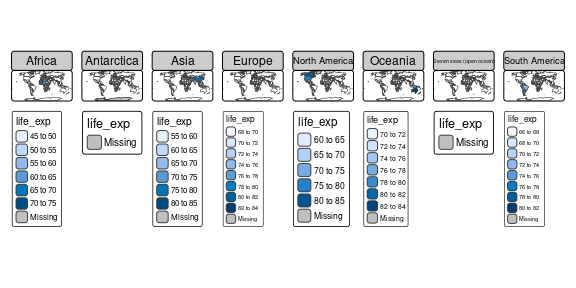 Africa
life_exp
45 to 50
50 to 55
55 to 60
60 to 65
65 to 70
70 to 75
Missing
Antarctica
life_exp
Missing
Asia
life_exp
55 to 60
60 to 65
65 to 70
70 to 75
75 to 80
80 to 85
Missing
Europe
life_exp
68 to 70
70 to 72
72 to 74
74 to 76
76 to 78
78 to 80
80 to 82
82 to 84
Missing
North America
life_exp
60 to 65
65 to 70
70 to 75
75 to 80
80 to 85
Missing
Oceania
life_exp
70 to 72
72 to 74
74 to 76
76 to 78
78 to 80
80 to 82
82 to 84
Missing
Seven seas (open ocean)
life_exp
Missing
South America
life_exp
66 to 68
68 to 70
70 to 72
72 to 74
74 to 76
76 to 78
78 to 80
80 to 82
Missing